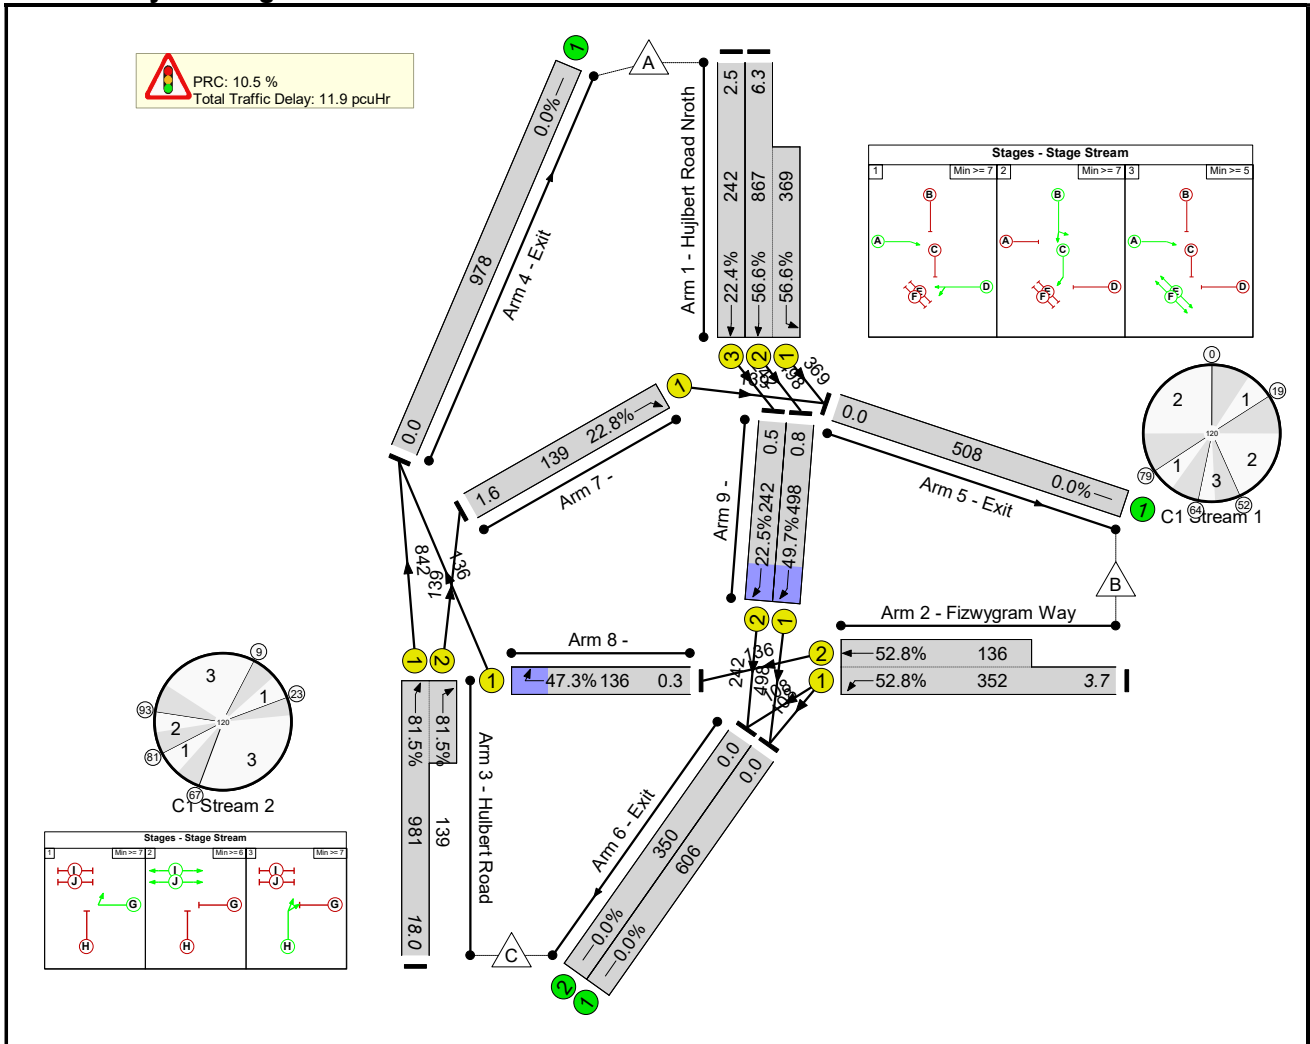 PRC: 10.5 %
Total Traffic Delay: 11.9 pcuHr
1
A
0.0%
978
0.0
Arm 4 - Exit
Arm 1 - Hujlbert Road Nroth
2.5
6.3
242
867
369
22.4%
56.6%
56.6%
3
2
1
369
498
139
Stages - Stage Stream
1
Min >= 7
2
Min >= 7
3
Min >= 5
B
A
C
D
F
B
A
C
D
F
B
A
C
D
F
0
19
52
64
79
120
1
2
3
1
2
C1 Stream 1
1
22.8%
139
1.6
Arm 7 -
0.0
508
0.0%
Arm 5 - Exit
1
B
0.5
0.8
242
498
22.5%
49.7%
Arm 9 -
2
1
842
139
136
1
2
Arm 8 -
1
47.3%
136
0.3
Arm 2 - Fizwygram Way
2
1
52.8%
136
52.8%
352
3.7
136
242
498
108
9
23
67
81
93
120
1
3
1
2
3
C1 Stream 2
81.5%
81.5%
981
139
18.0
Arm 3 - Hulbert Road
0.0
0.0
350
606
0.0%
0.0%
Arm 6 - Exit
C
2
1
Stages - Stage Stream
1
Min >= 7
2
Min >= 6
3
Min >= 7
I
J
G
H
I
J
G
H
I
J
G
H